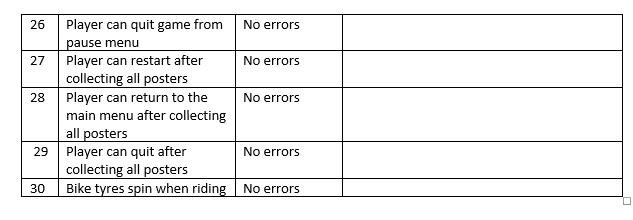 26 Player can quit game from No errors
pause menu
27 Player can restart after No errors
collecting all posters
28 Player can return to the No errors
main menu after collecting
all posters
29 Player can quit after No errors
collecting all posters
30 Bike tyres spin when riding No errors